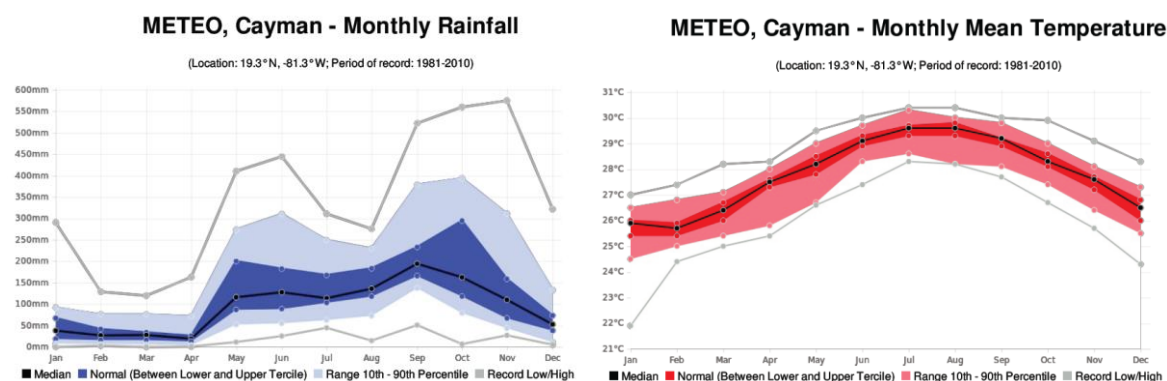 METEO, Cayman - Monthly Rainfall
(Location: 19.3°N, -81.3°W; Period of record: 1981-2010)
600mm
550mm
500mm
450mm
400mm
350mm
300mm
250mm
200mm
150mm
100mm
50mm
0mm
Jan Feb Mar Apr May Jun Jul Aug Sep Oct Nov Dec
Median Normal (Between Lower and Upper Tercile) Range 10th - 90th Percentile Record Low/High
METEO, Cayman - Monthly Mean Temperature
(Location: 19.3°N, -81.3°W; Period of record: 1981-2010)
31°C
30°C
29°C
28°C
27°C
26°C
25°C
24°C
23°C
22°C
21°C
Jan Feb Mar Apr May Jun Jul Aug Sep Oct Nov Dec
Median Normal (Between Lower and Upper Tercile) Range 10th - 90th Percentile Record Low/High